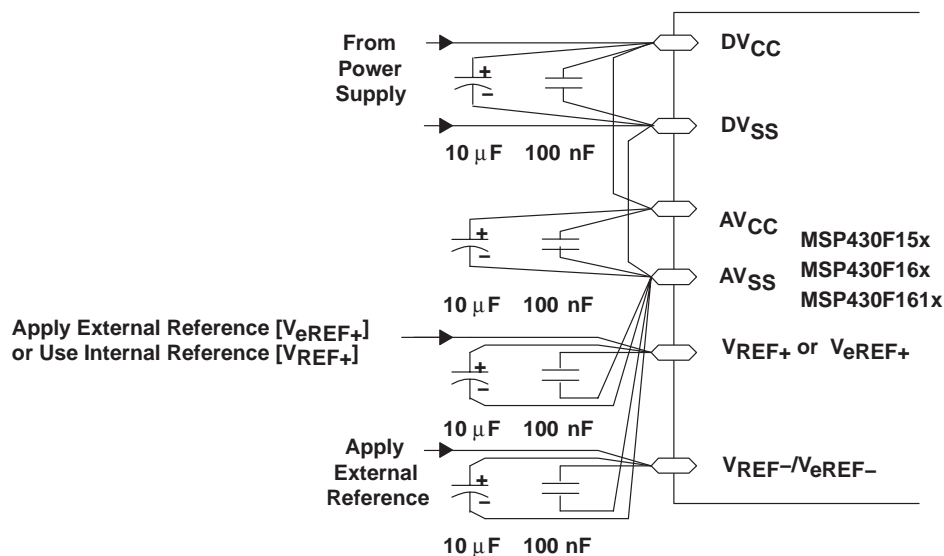 From
Power
Supply
+
−
DVCC
DVSS
10 μF 100 nF
+
−
AVCC
AVSS
MSP430F15x
MSP430F16x
MSP430F161x
10 μF 100 nF
Apply External Reference [VeREF+]
or Use Internal Reference [VREF+]
+
−
VREF+ or VeREF+
10 μF 100 nF
Apply
External
Reference
+
−
VREF−/VeREF−
10 μF 100 nF